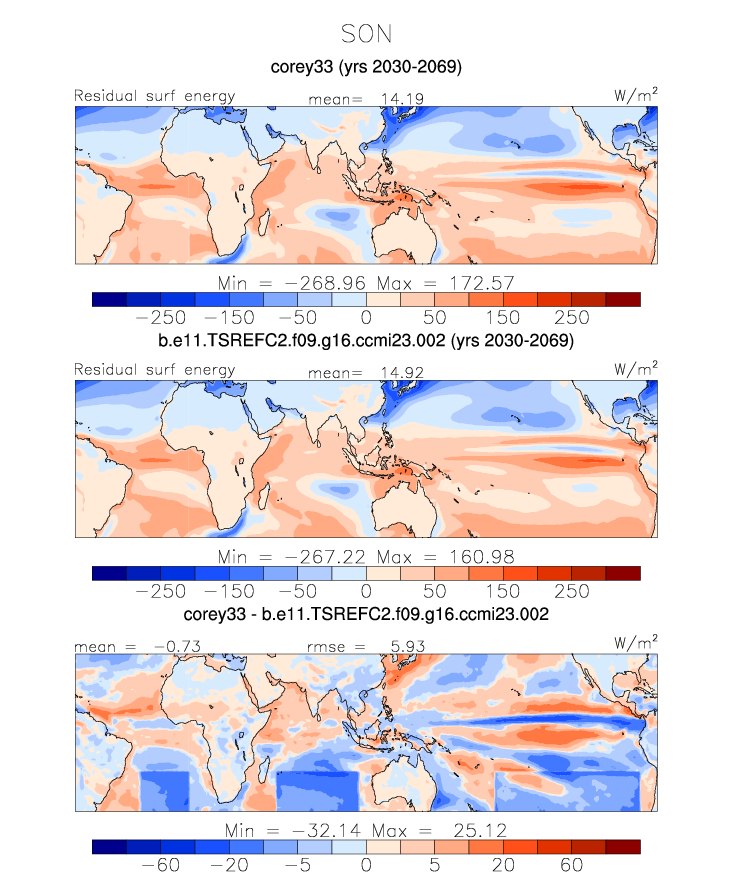 SON
corey33 (yrs 2030-2069)
Residual surf energy mean= 14.19 W/m²
Min = −268.96 Max = 172.57
−250 −150 −50 0 50 150 250
b.e11.TSREFC2.f09.g16.ccmi23.002 (yrs 2030-2069)
Residual surf energy mean= 14.92 W/m²
Min = −267.22 Max = 160.98
−250 −150 −50 0 50 150 250
corey33 - b.e11.TSREFC2.f09.g16.ccmi23.002
mean = −0.73 rmse = 5.93 W/m²
Min = −32.14 Max = 25.12
−60 −20 −5 0 5 20 60